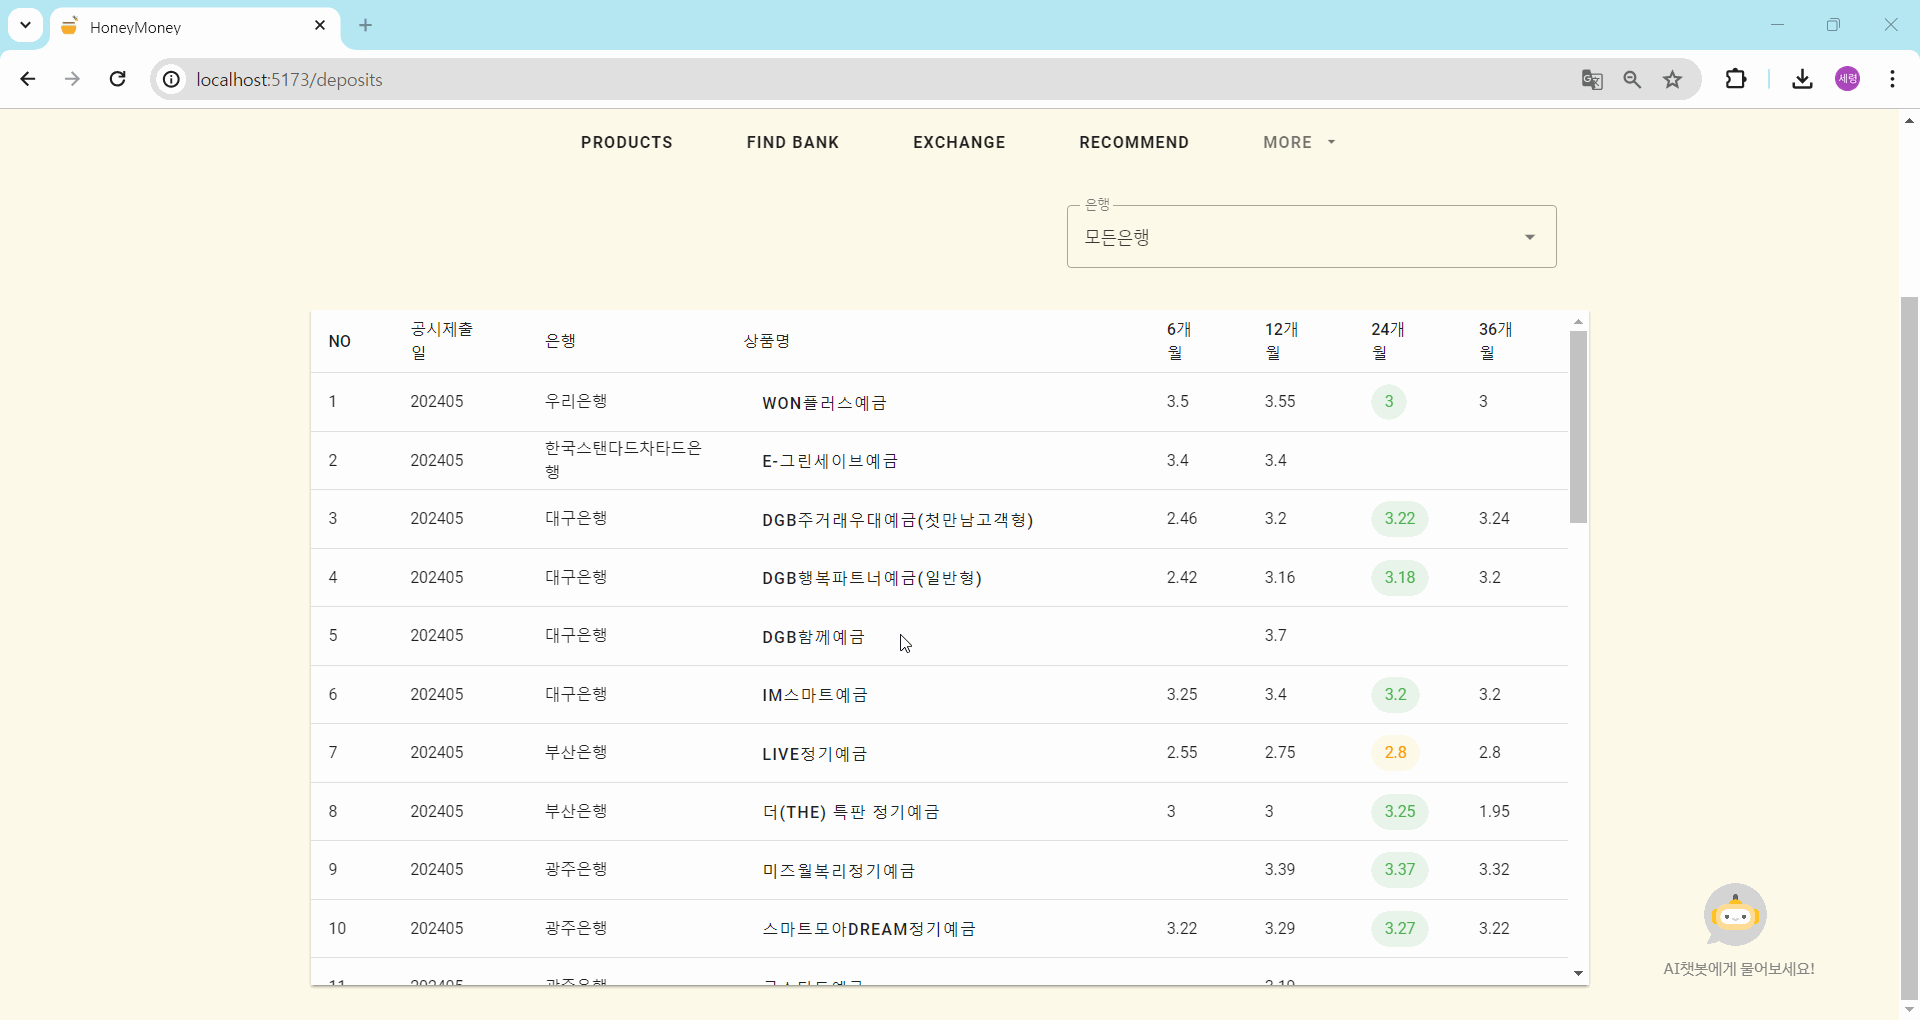 HoneyMoney
localhost:5173/deposits
세령
PRODUCTS FIND BANK EXCHANGE RECOMMEND MORE
은행
모든은행
NO 공시제출일 은행 상품명 6개월 12개월 24개월 36개월
1 202405 우리은행 WON플러스예금 3.5 3.55 3 3
2 202405 한국스탠다드차타드은행 E-그린세이브예금 3.4 3.4
3 202405 대구은행 DGB주거래우대예금(첫만남고객형) 2.46 3.2 3.22 3.24
4 202405 대구은행 DGB행복파트너예금(일반형) 2.42 3.16 3.18 3.2
5 202405 대구은행 DGB함께예금 3.7
6 202405 대구은행 IM스마트예금 3.25 3.4 3.2 3.2
7 202405 부산은행 LIVE정기예금 2.55 2.75 2.8 2.8
8 202405 부산은행 더(THE) 특판 정기예금 3 3 3.25 1.95
9 202405 광주은행 미즈월복리정기예금 3.39 3.37 3.32
10 202405 광주은행 스마트모아DREAM정기예금 3.22 3.29 3.27 3.22
11 202405 광주은행
AI챗봇에게 물어보세요!